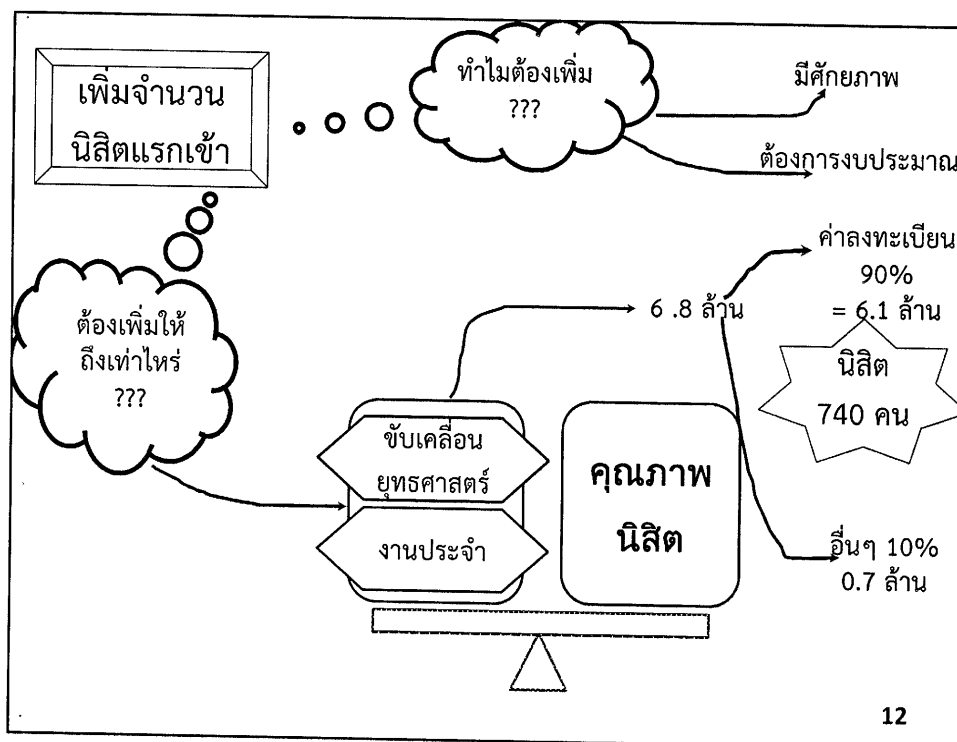 เพิ่มจำนวน
นิสิตแรกเข้า
ทำไมต้องเพิ่ม
???
มีศักยภาพ
ต้องการงบประมาณ
ต้องเพิ่มให้
ถึงเท่าไหร่
???
6 .8 ล้าน
ค่าลงทะเบียน
90%
= 6.1 ล้าน
นิสิต
740 คน
ขับเคลื่อน
ยุทธศาสตร์
งานประจำ
คุณภาพ
นิสิต
อื่นๆ 10%
0.7 ล้าน
12